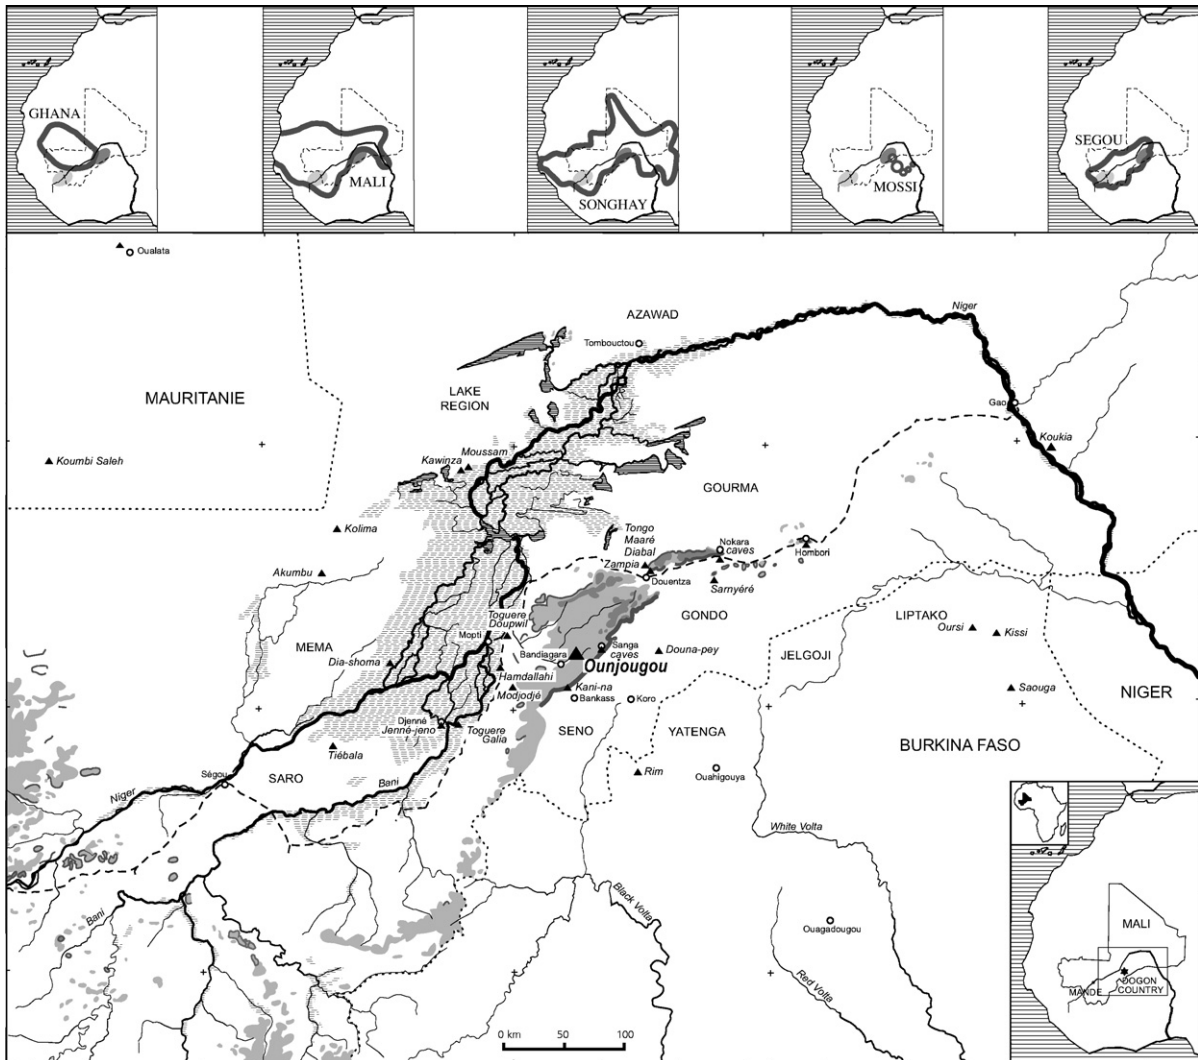 GHANA
MALI
SONGHAY
MOSSI
SEGOU
Oualata
AZAWAD
Niger
Tombouctou
MAURITANIE
LAKE
REGION
Gao
Koukia
Koumbi Saleh
Moussam
Kawinza
GOURMA
Kolima
Tongo
Maaré
Diabal
Zampia
Nokara
caves
Hombori
Douentza
Sarnyéré
Akumbu
Toguere
Doupwil
GONDO
LIPTAKO
Oursi
Kissi
Mopti
MEMA
Sanga
caves
Douna-pey
JELGOJI
Bandiagara
Ounjougou
Dia-shoma
Hamdallahi
Modjodjé
Kani-na
Bankass
Koro
Saouga
NIGER
Djenné
Jenné-jeno
Toguere
Galia
SENO
YATENGA
BURKINA FASO
Tiébala
Rim
Ouahigouya
Ségou
SARO
Bani
Niger
White Volta
Bani
Black Volta
Ouagadougou
Red Volta
0 km
50
100
MALI
MANDE
DOGON
COUNTRY